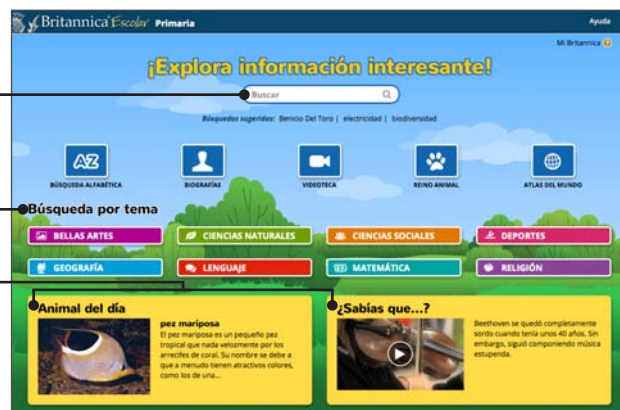 Britannica Escolar Primaria
Ayuda
Mi Britannica
¡Explora información interesante!
Buscar
Búsquedas sugeridas: Benicio Del Toro | electricidad | biodiversidad
AZ
BÚSQUEDA ALFABÉTICA
BIOGRAFÍAS
VIDEOTECA
REINO ANIMAL
ATLAS DEL MUNDO
Búsqueda por tema
BELLAS ARTES
CIENCIAS NATURALES
CIENCIAS SOCIALES
DEPORTES
GEOGRAFÍA
LENGUAJE
MATEMÁTICA
RELIGIÓN
Animal del día
pez mariposa
El pez mariposa es un pequeño pez
tropical que nada velozmente por los
arrecifes de coral. Su nombre se debe a
que a menudo tienen atractivos colores,
como los de una...
¿Sabías que...?
Beethoven se quedó completamente
sordo cuando tenía unos 40 años. Sin
embargo, siguió componiendo música
estupenda.